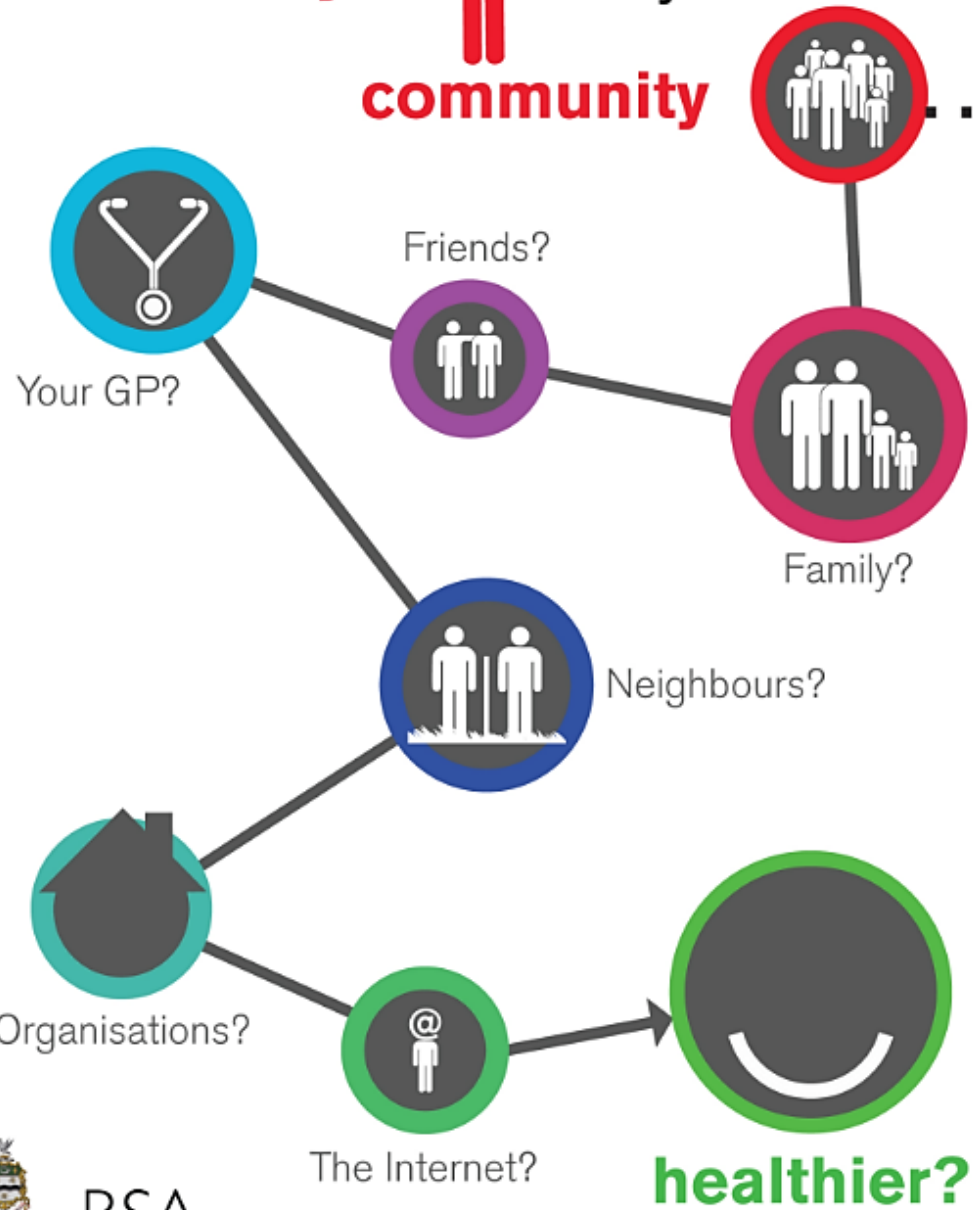 community
. .
Friends?
Your GP?
Family?
Neighbours?
Organisations?
@
The Internet?
healthier?
RSA